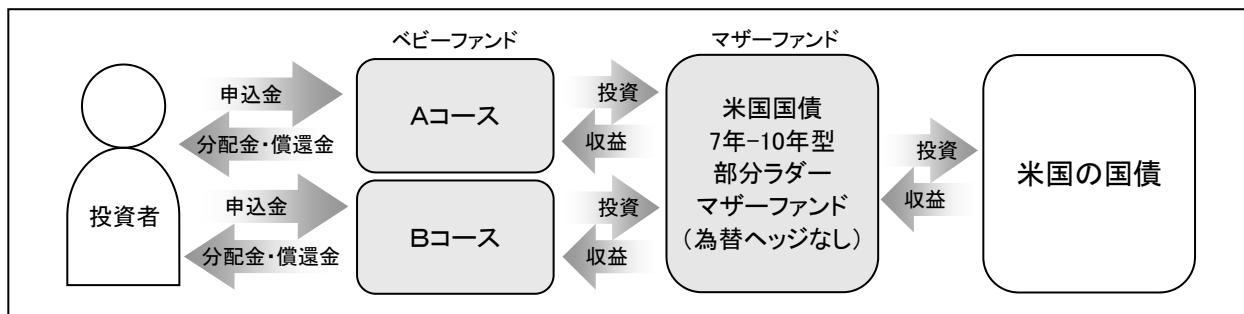 ベビーファンド
マザーファンド
投資者
申込金
分配金・償還金
申込金
分配金・償還金
Aコース
Bコース
投資
収益
投資
収益
米国国債
7年-10年型
部分ラダー
マザーファンド
(為替ヘッジなし)
投資
収益
米国の国債